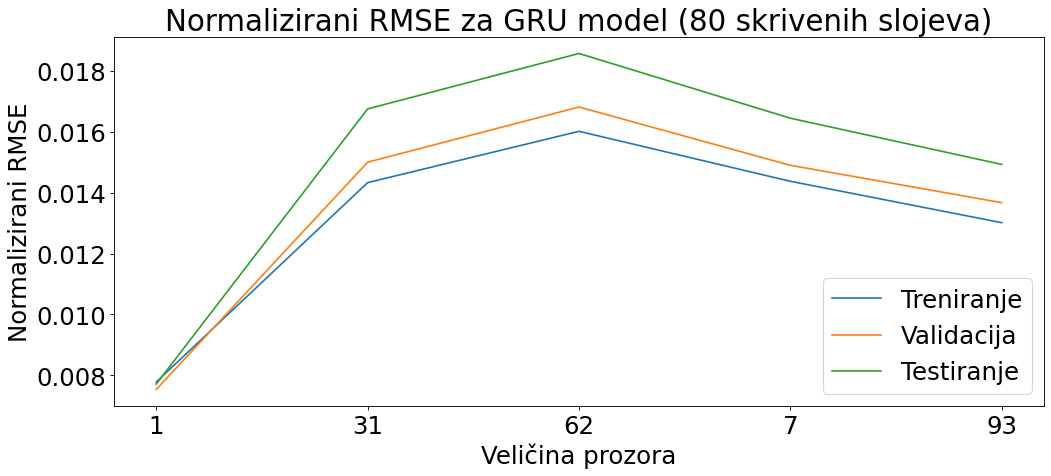 Normalizirani RMSE za GRU model (80 skrivenih slojeva)
Normalizirani RMSE
0.018
0.016
0.014
0.012
0.010
0.008
Treniranje
Validacija
Testiranje
1 31 62 7 93
Veličina prozora